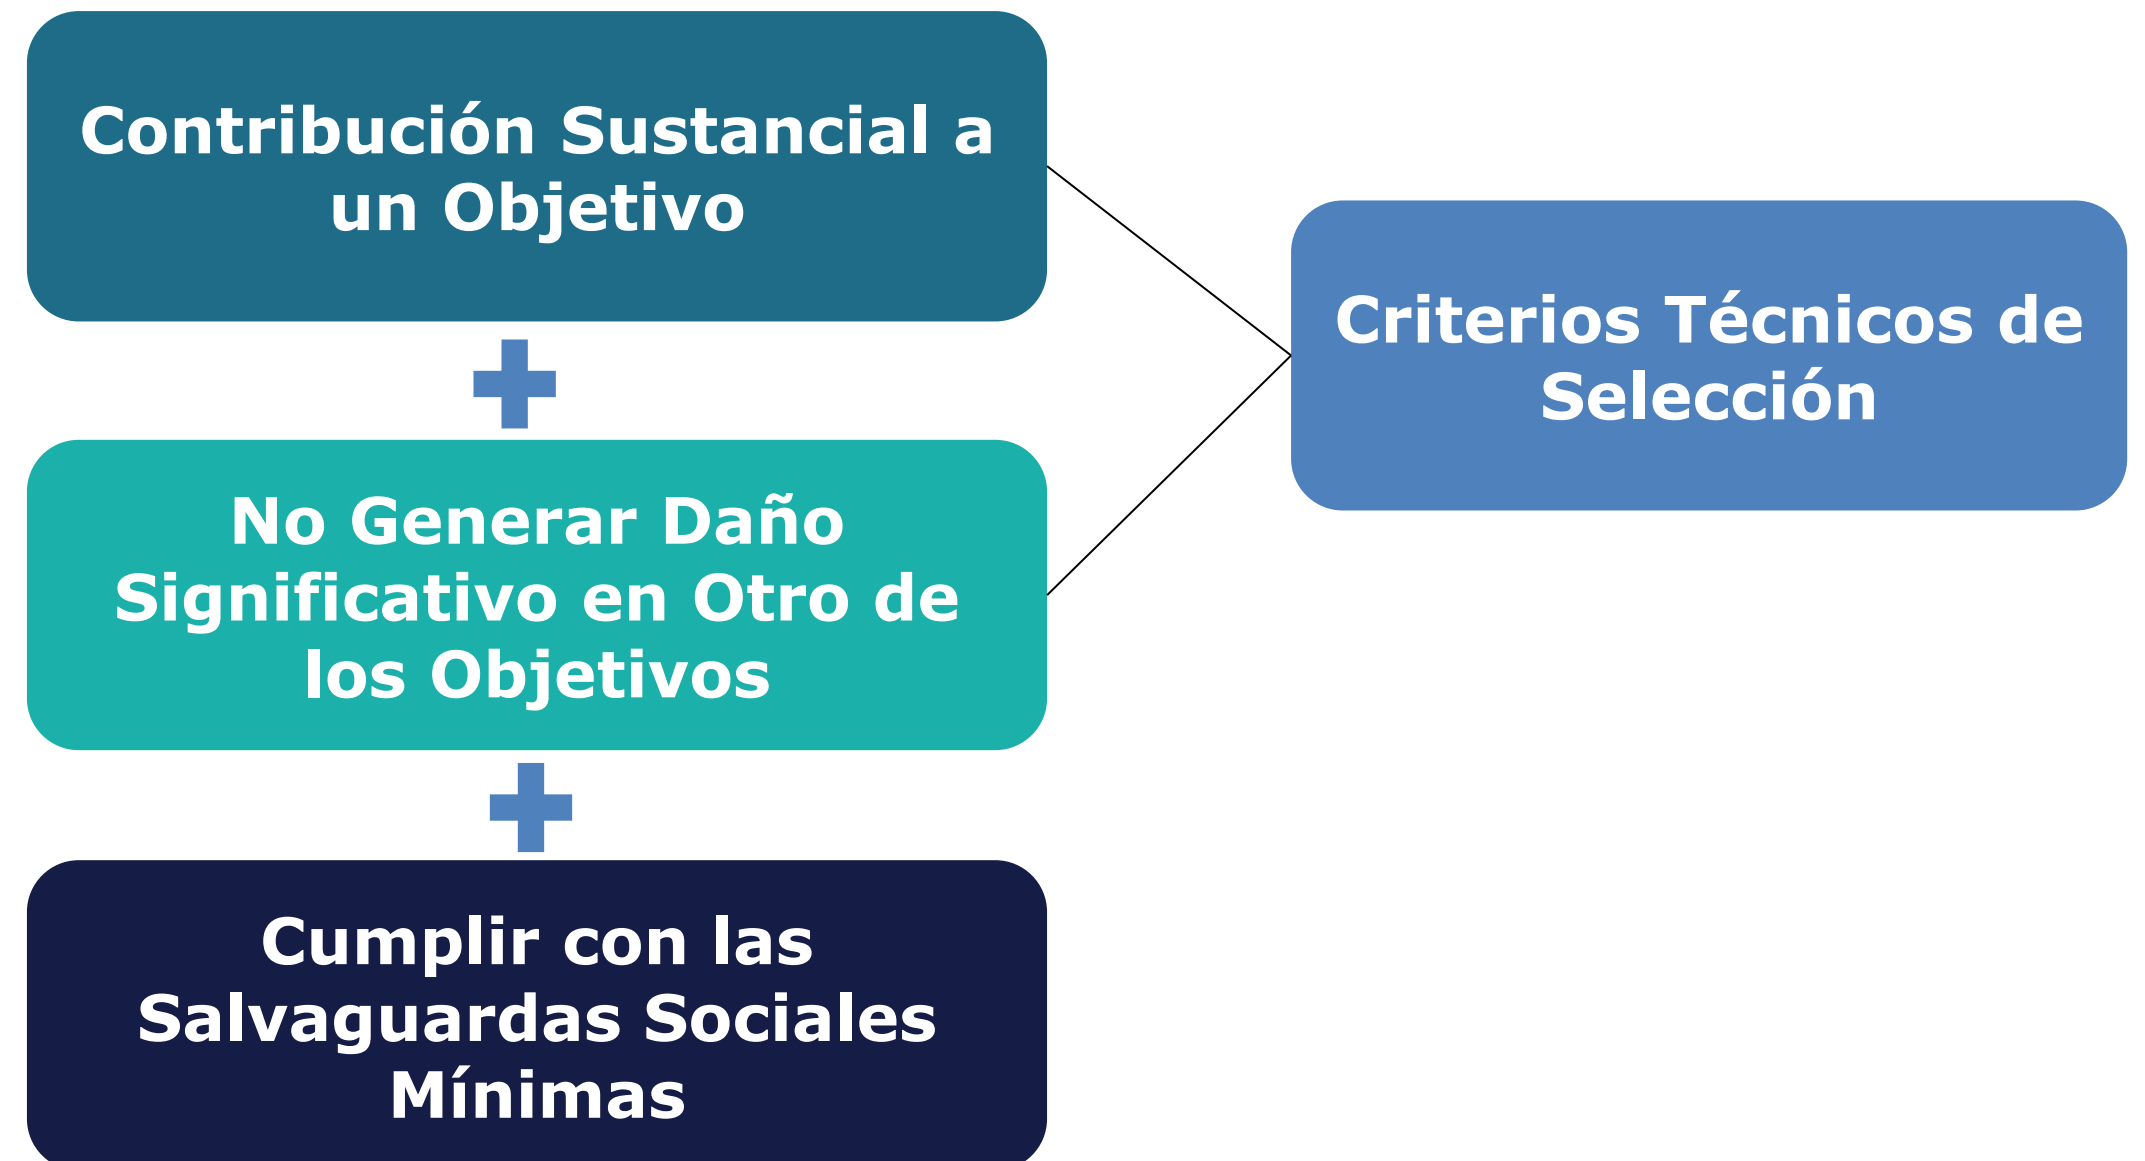 Contribución Sustancial a
un Objetivo
Criterios Técnicos de
Selección
No Generar Daño
Significativo en Otro de
los Objetivos
Cumplir con las
Salvaguardas Sociales
Mínimas